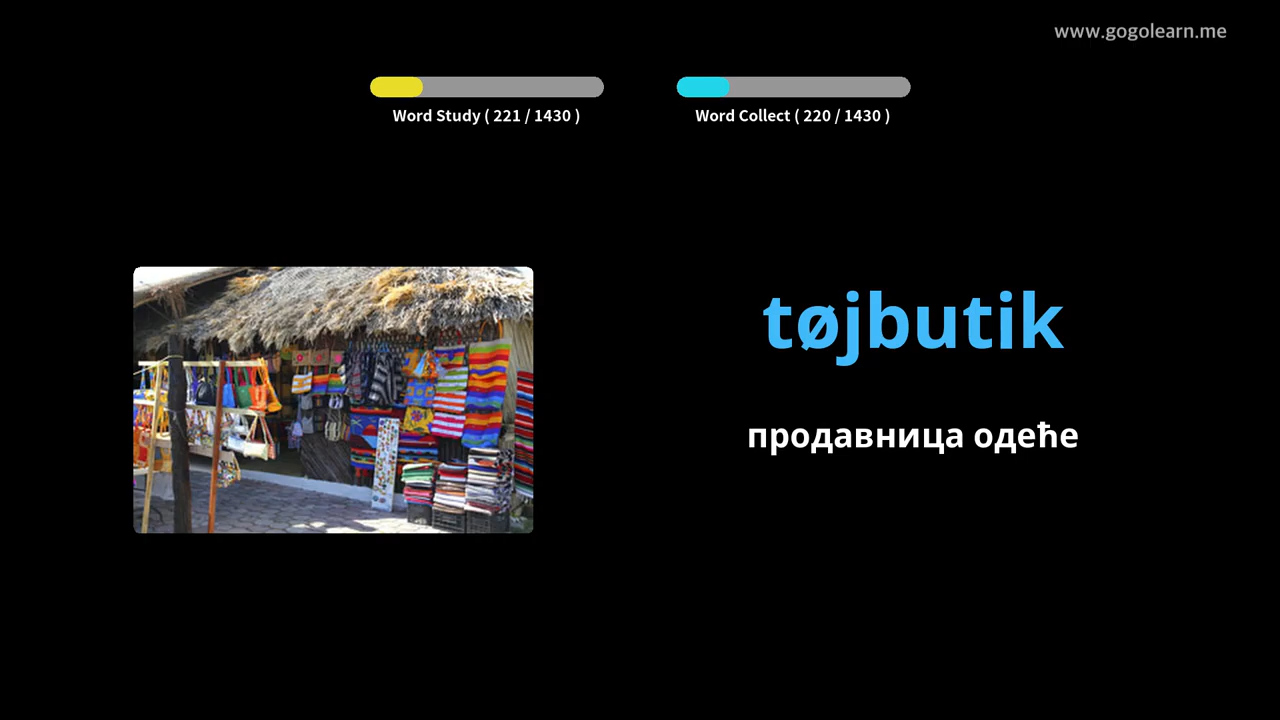 www.gogolearn.me
Word Study ( 221 / 1430 )
Word Collect ( 220 / 1430 )
tøjbutik
продавница одеће